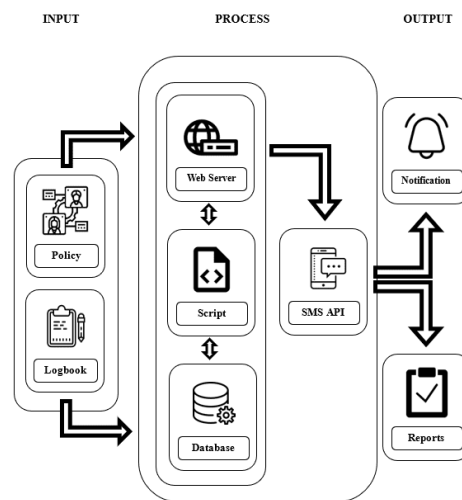 INPUT
PROCESS
OUTPUT
Policy
Logbook
Web Server
Script
Database
SMS API
Notification
Reports